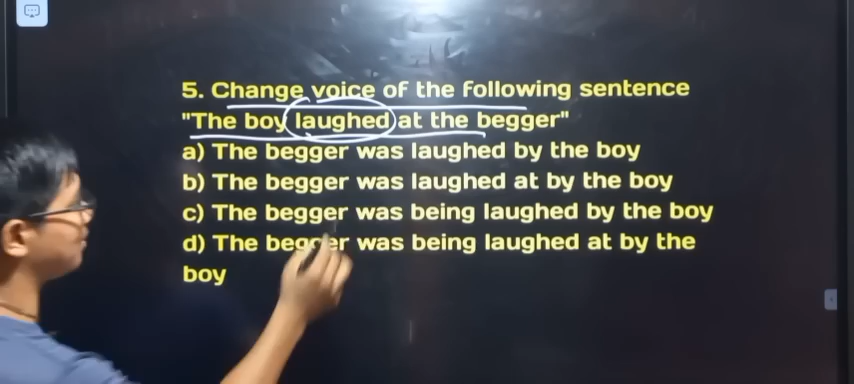 5. Change voice of the following sentence
"The boy laughed at the begger"
a) The begger was laughed by the boy
b) The begger was laughed at by the boy
c) The begger was being laughed by the boy
d) The begger was being laughed at by the
boy